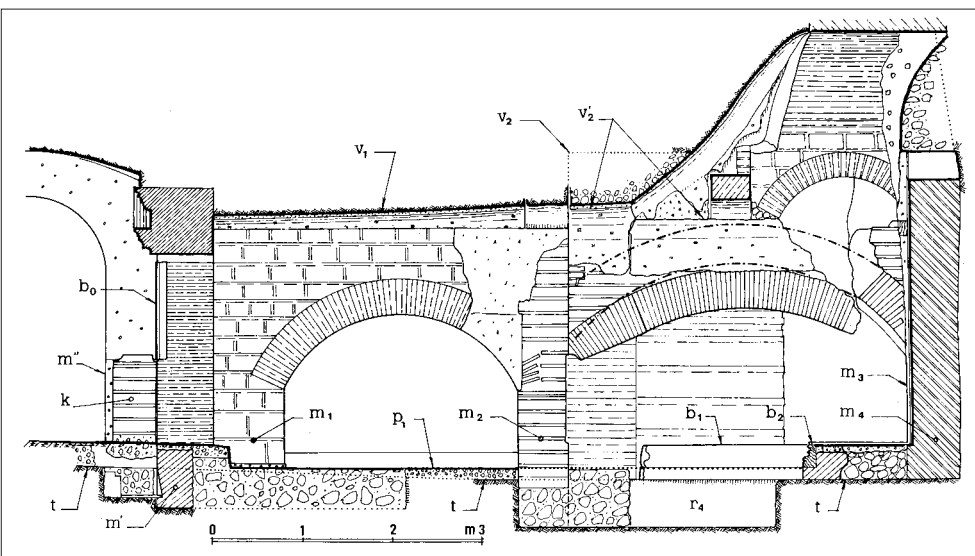 v₂ v′₂
v₁
b₀
m″
k
m₁ p₁ m₂ b₁ b₂ m₃
m₄
t t t
m′ r₄
0 1 2 m 3